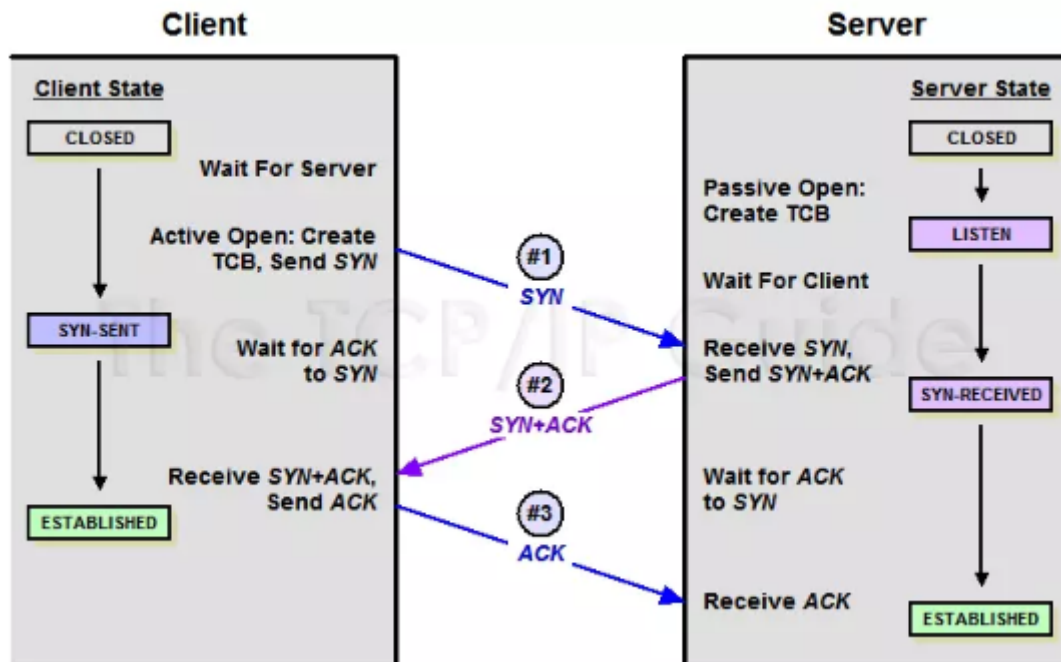 Client
Server
Client State
Server State
CLOSED
CLOSED
Wait For Server
Passive Open:
Create TCB
Active Open: Create
TCB, Send SYN
#1
SYN
LISTEN
Wait For Client
The TCP/IP Guide
SYN-SENT
Wait for ACK
to SYN
Receive SYN,
Send SYN+ACK
#2
SYN+ACK
SYN-RECEIVED
Receive SYN+ACK,
Send ACK
Wait for ACK
to SYN
ESTABLISHED
#3
ACK
Receive ACK
ESTABLISHED